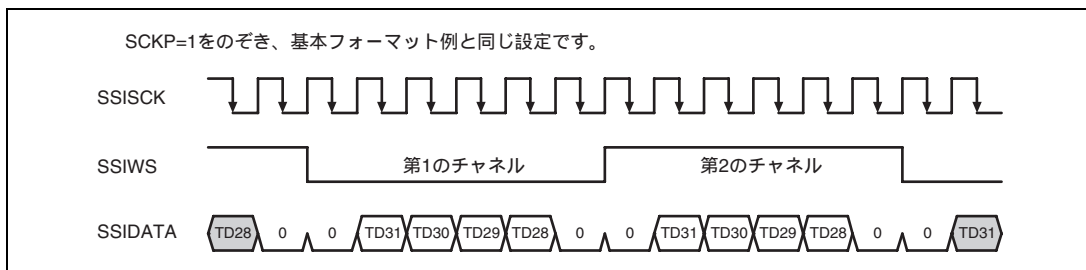 SCKP=1をのぞき、基本フォーマット例と同じ設定です。
SSISCK
SSIWS 第1のチャネル 第2のチャネル
SSIDATA TD28 0 0 TD31 TD30 TD29 TD28 0 0 TD31 TD30 TD29 TD28 0 0 TD31